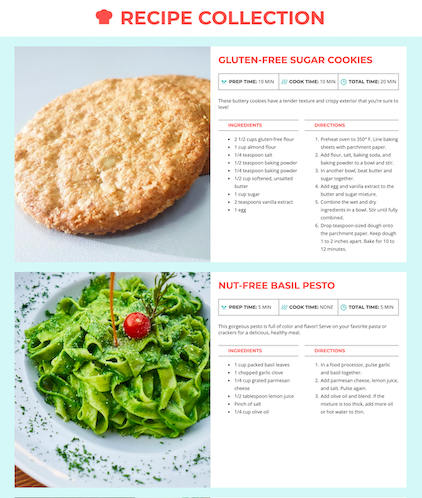 RECIPE COLLECTION
GLUTEN-FREE SUGAR COOKIES
PREP TIME: 10 MIN
COOK TIME: 10 MIN
TOTAL TIME: 20 MIN
These buttery cookies have a tender texture and crispy exterior that you're sure to
love!
INGREDIENTS
• 2 1/2 cups gluten-free flour
• 1 cup almond flour
• 1/4 teaspoon salt
• 1/2 teaspoon baking powder
• 1/4 teaspoon baking powder
• 1/2 cup softened, unsalted
butter
• 1 cup sugar
• 2 teaspoons vanilla extract
• 1 egg
DIRECTIONS
1. Preheat oven to 350° F. Line baking
sheets with parchment paper.
2. Add flour, salt, baking soda, and
baking powder to a bowl and stir.
3. In another bowl, beat butter and
sugar together.
4. Add egg and vanilla extract to the
butter and sugar mixture.
5. Combine the wet and dry
ingredients in a bowl. Stir until fully
combined.
6. Drop teaspoon-sized dough onto
the parchment paper. Keep dough
1 to 2 inches apart. Bake for 10 to
12 minutes.
NUT-FREE BASIL PESTO
PREP TIME: 5 MIN
COOK TIME: NONE
TOTAL TIME: 5 MIN
This gorgeous pesto is full of color and flavor! Serve on your favorite pasta or
crackers for a delicious, healthy meal.
INGREDIENTS
• 1 cup packed basil leaves
• 1 chopped garlic clove
• 1/4 cup grated parmesan
cheese
• 1/2 tablespoon lemon juice
• Pinch of salt
• 1/4 cup olive oil
DIRECTIONS
1. In a food processor, pulse garlic
and basil together.
2. Add parmesan cheese, lemon juice,
and salt. Pulse again.
3. Add olive oil and blend. If the
mixture is too thick, add more oil
or hot water to thin.